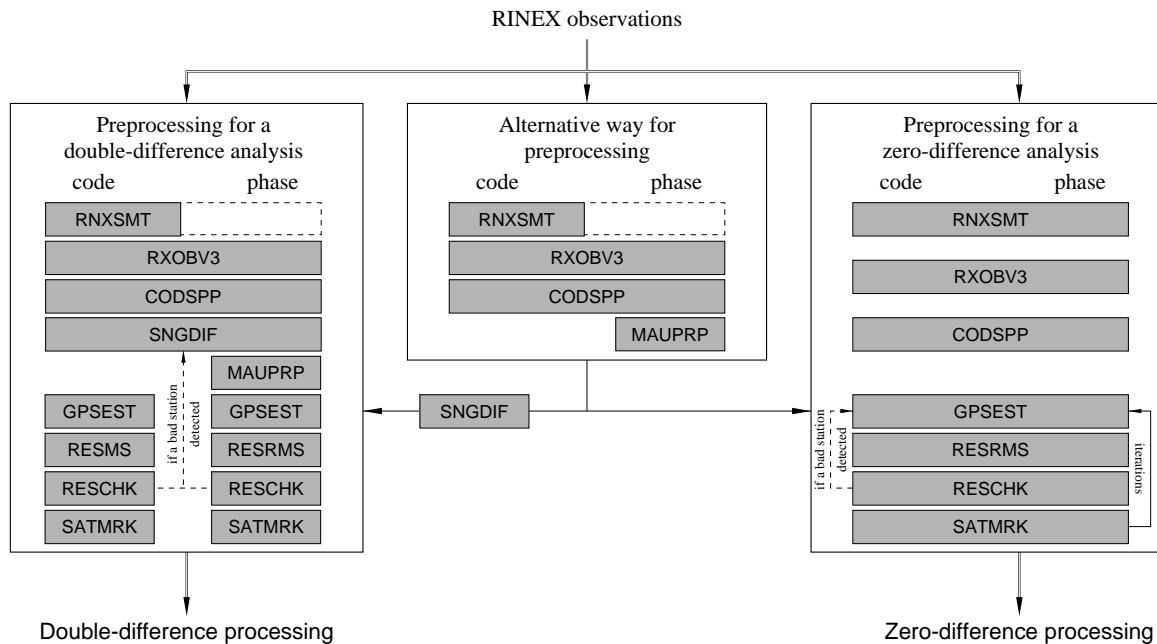 RINEX observations
Preprocessing for a
double-difference analysis
code phase
RNXSMT
RXOBV3
CODSPP
SNGDIF
MAUPRP
GPSEST GPSEST
RESMS RESRMS
RESCHK RESCHK
SATMRK SATMRK
if a bad station
detected
Double-difference processing
Alternative way for
preprocessing
code phase
RNXSMT
RXOBV3
CODSPP
MAUPRP
SNGDIF
Preprocessing for a
zero-difference analysis
code phase
RNXSMT
RXOBV3
CODSPP
GPSEST
RESRMS
RESCHK
SATMRK
if a bad station
detected
iterations
Zero-difference processing